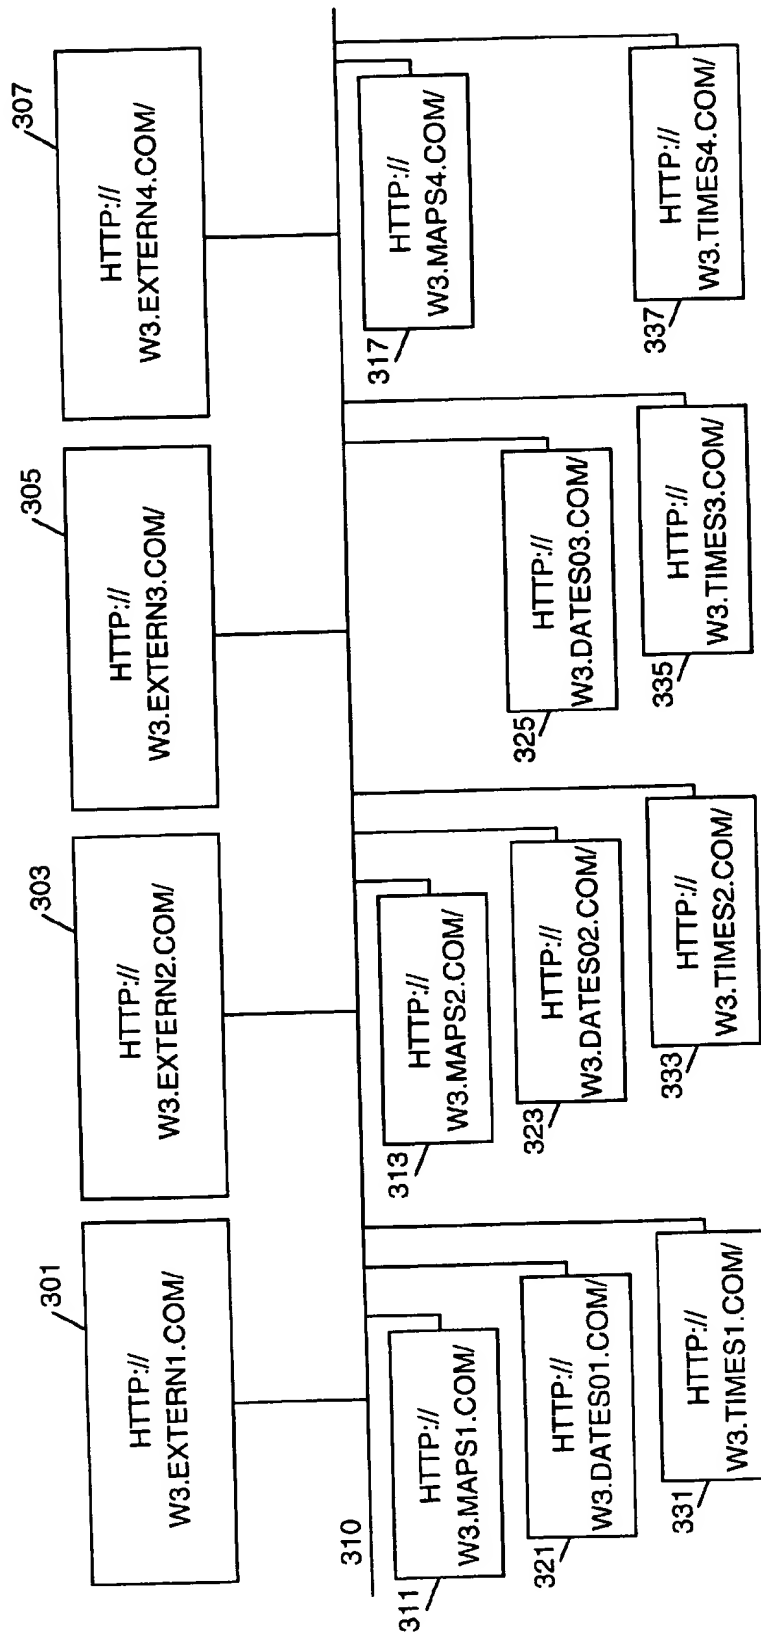 301
HTTP://
W3.EXTERN1.COM/
303
HTTP://
W3.EXTERN2.COM/
305
HTTP://
W3.EXTERN3.COM/
307
HTTP://
W3.EXTERN4.COM/
310
311
HTTP://
W3.MAPS1.COM/
313
HTTP://
W3.MAPS2.COM/
317
HTTP://
W3.MAPS4.COM/
321
HTTP://
W3.DATES01.COM/
323
HTTP://
W3.DATES02.COM/
325
HTTP://
W3.DATES03.COM/
331
HTTP://
W3.TIMES1.COM/
333
HTTP://
W3.TIMES2.COM/
335
HTTP://
W3.TIMES3.COM/
337
HTTP://
W3.TIMES4.COM/